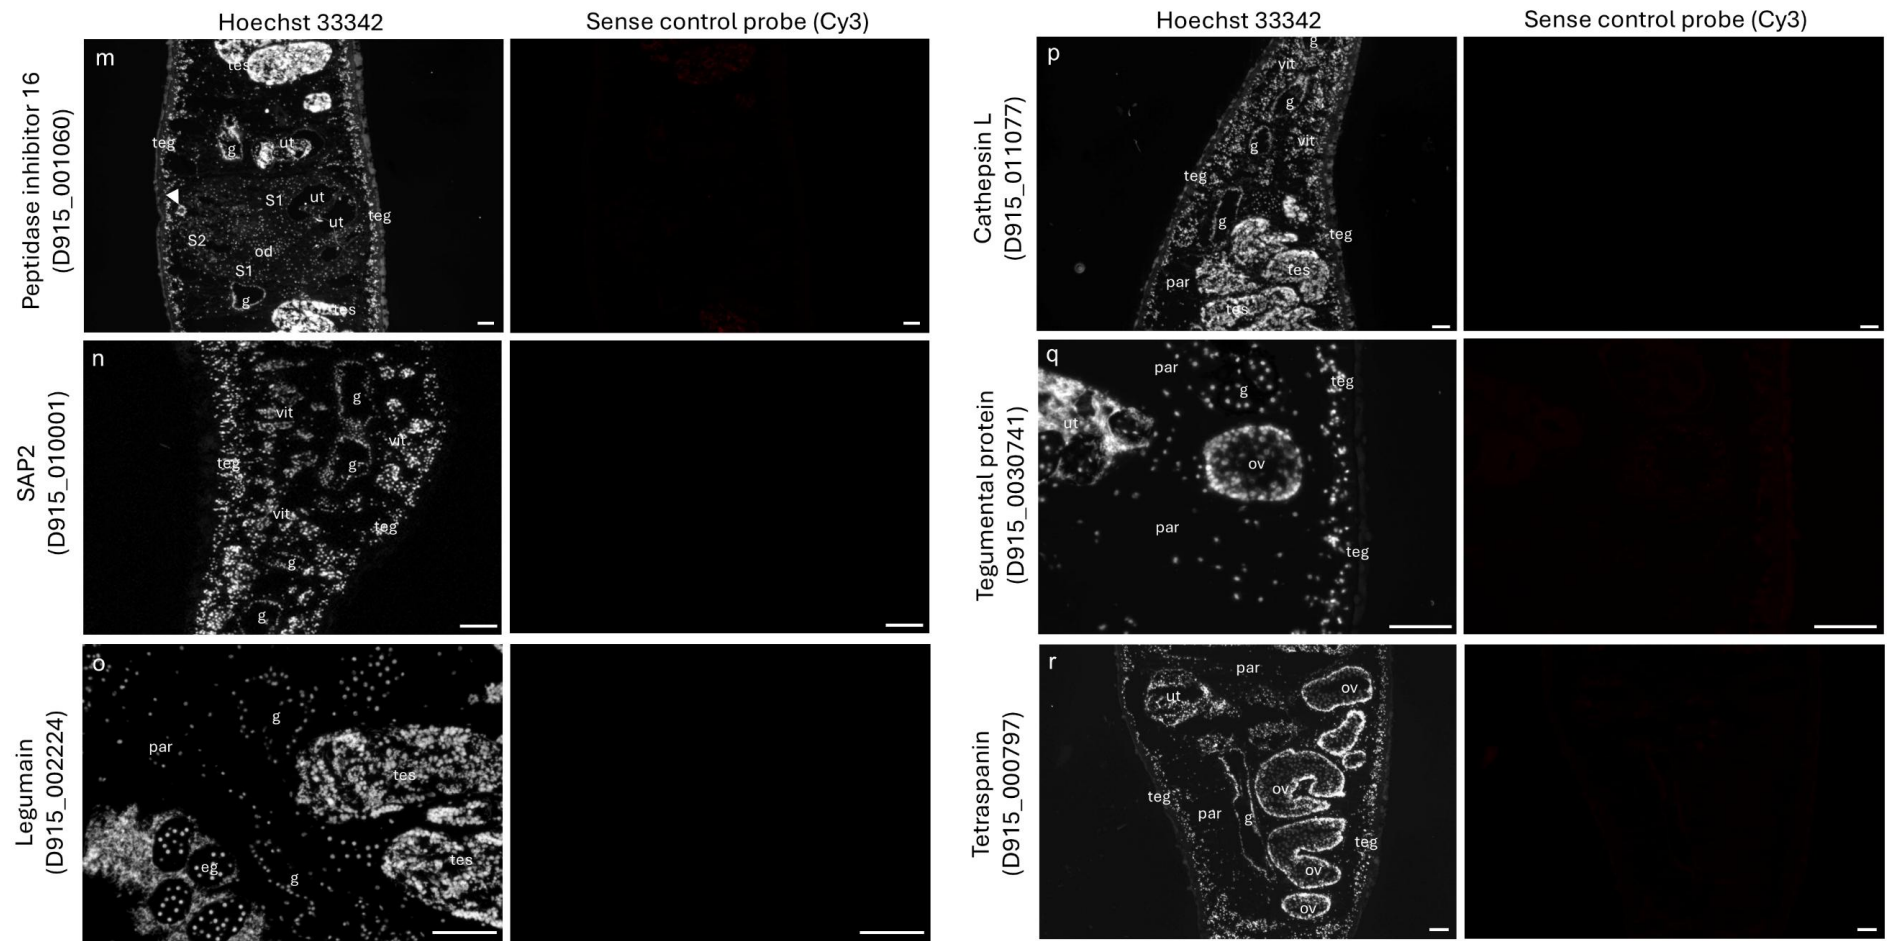 Hoechst 33342
Sense control probe (Cy3)
Hoechst 33342
Sense control probe (Cy3)
Peptidase inhibitor 16
(D915_001060)
m
tes
teg
g
ut
S1
ut
ut
teg
S2
od
S1
g
tes
SAP2
(D915_010001)
n
g
vit
vit
teg
g
vit
teg
g
g
Legumain
(D915_002224)
o
g
par
tes
eg
tes
g
Cathepsin L
(D915_011077)
p
g
vit
g
vit
g
teg
g
teg
tes
par
tes
Tegumental protein
(D915_0030741)
q
par
teg
g
ut
ov
par
teg
Tetraspanin
(D915_000797)
r
par
ov
ut
ov
teg
par
g
teg
ov
ov